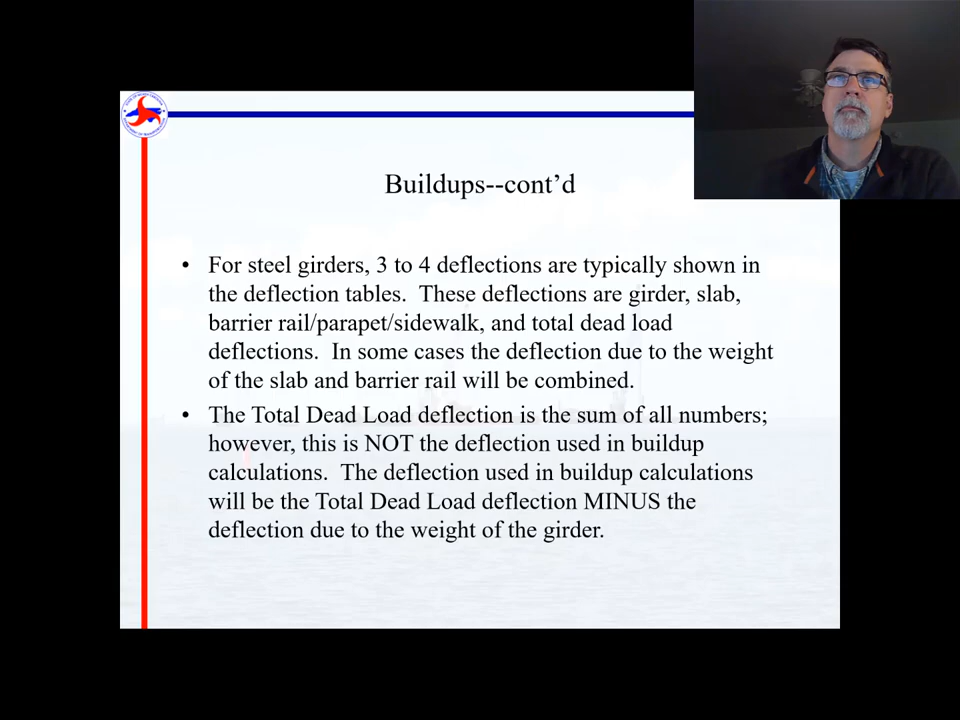 Buildups--cont’d
• For steel girders, 3 to 4 deflections are typically shown in
the deflection tables.  These deflections are girder, slab,
barrier rail/parapet/sidewalk, and total dead load
deflections.  In some cases the deflection due to the weight
of the slab and barrier rail will be combined.
• The Total Dead Load deflection is the sum of all numbers;
however, this is NOT the deflection used in buildup
calculations.  The deflection used in buildup calculations
will be the Total Dead Load deflection MINUS the
deflection due to the weight of the girder.